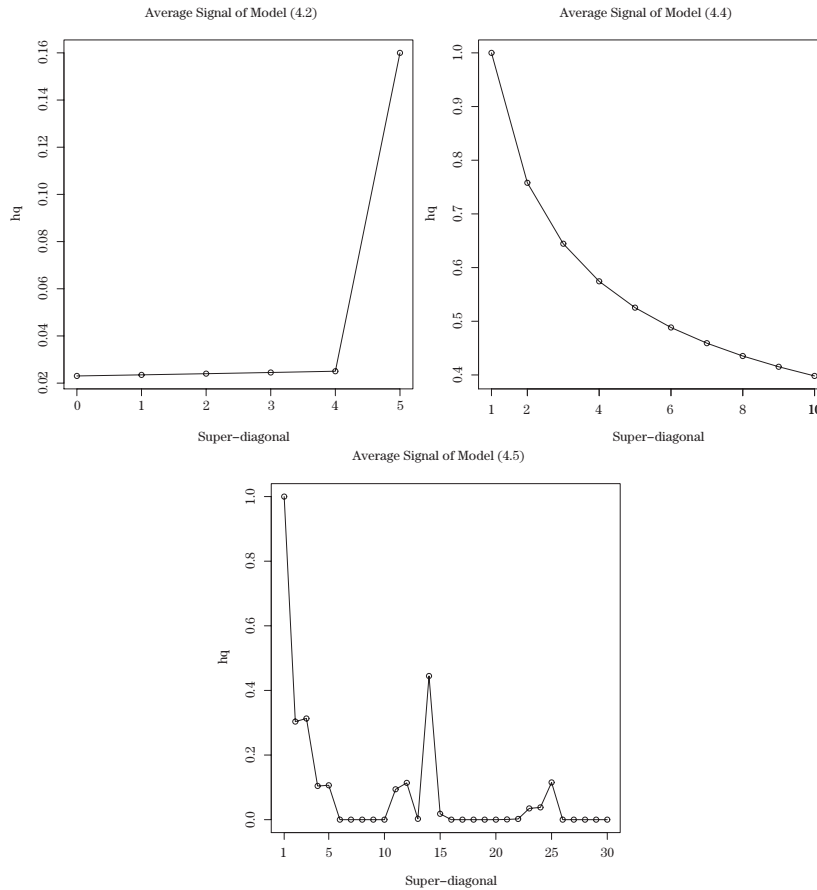 Average Signal of Model (4.2)
hq
0.16
0.14
0.12
0.10
0.08
0.06
0.04
0.02
0 1 2 3 4 5
Super-diagonal
Average Signal of Model (4.4)
hq
1.0
0.9
0.8
0.7
0.6
0.5
0.4
1 2 4 6 8 10
Super-diagonal
Average Signal of Model (4.5)
hq
1.0
0.8
0.6
0.4
0.2
0.0
1 5 10 15 20 25 30
Super-diagonal